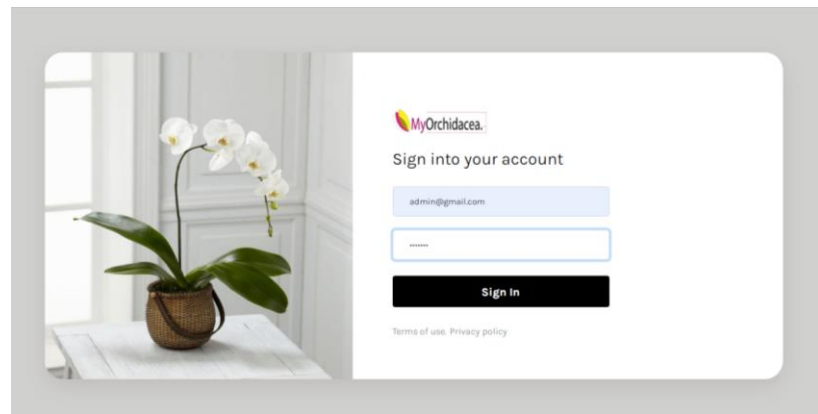 MyOrchidacea.
Sign into your account
admin@gmail.com
•••••••
Sign In
Terms of use. Privacy policy